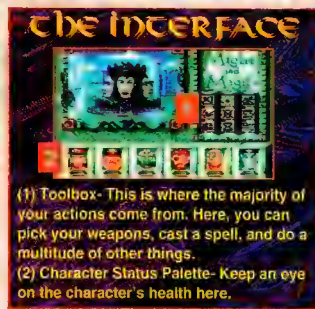 THE INTERFACE
Might
and
Magic
1
2
(1) Toolbox- This is where the majority of
your actions come from. Here, you can
pick your weapons, cast a spell, and do a
multitude of other things.
(2) Character Status Palette- Keep an eye
on the character's health here.